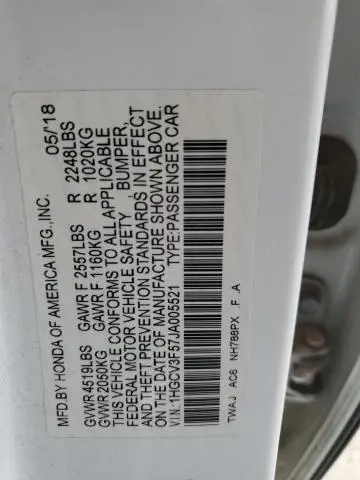 MFD.BY HONDA OF AMERICA MFG.,INC. 05/18
GVWR 4519LBS GAWR F 2557LBS R 2248LBS
GVWR 2050KG GAWR F 1160KG R 1020KG
THIS VEHICLE CONFORMS TO ALL APPLICABLE
FEDERAL MOTOR VEHICLE SAFETY , BUMPER,
AND THEFT PREVENTION STANDARDS IN EFFECT
ON THE DATE OF MANUFACTURE SHOWN ABOVE.
V.I.N.:1HGCV3F57JA005521 TYPE:PASSENGER CAR
TWAJ AC6 NH788PX F .A